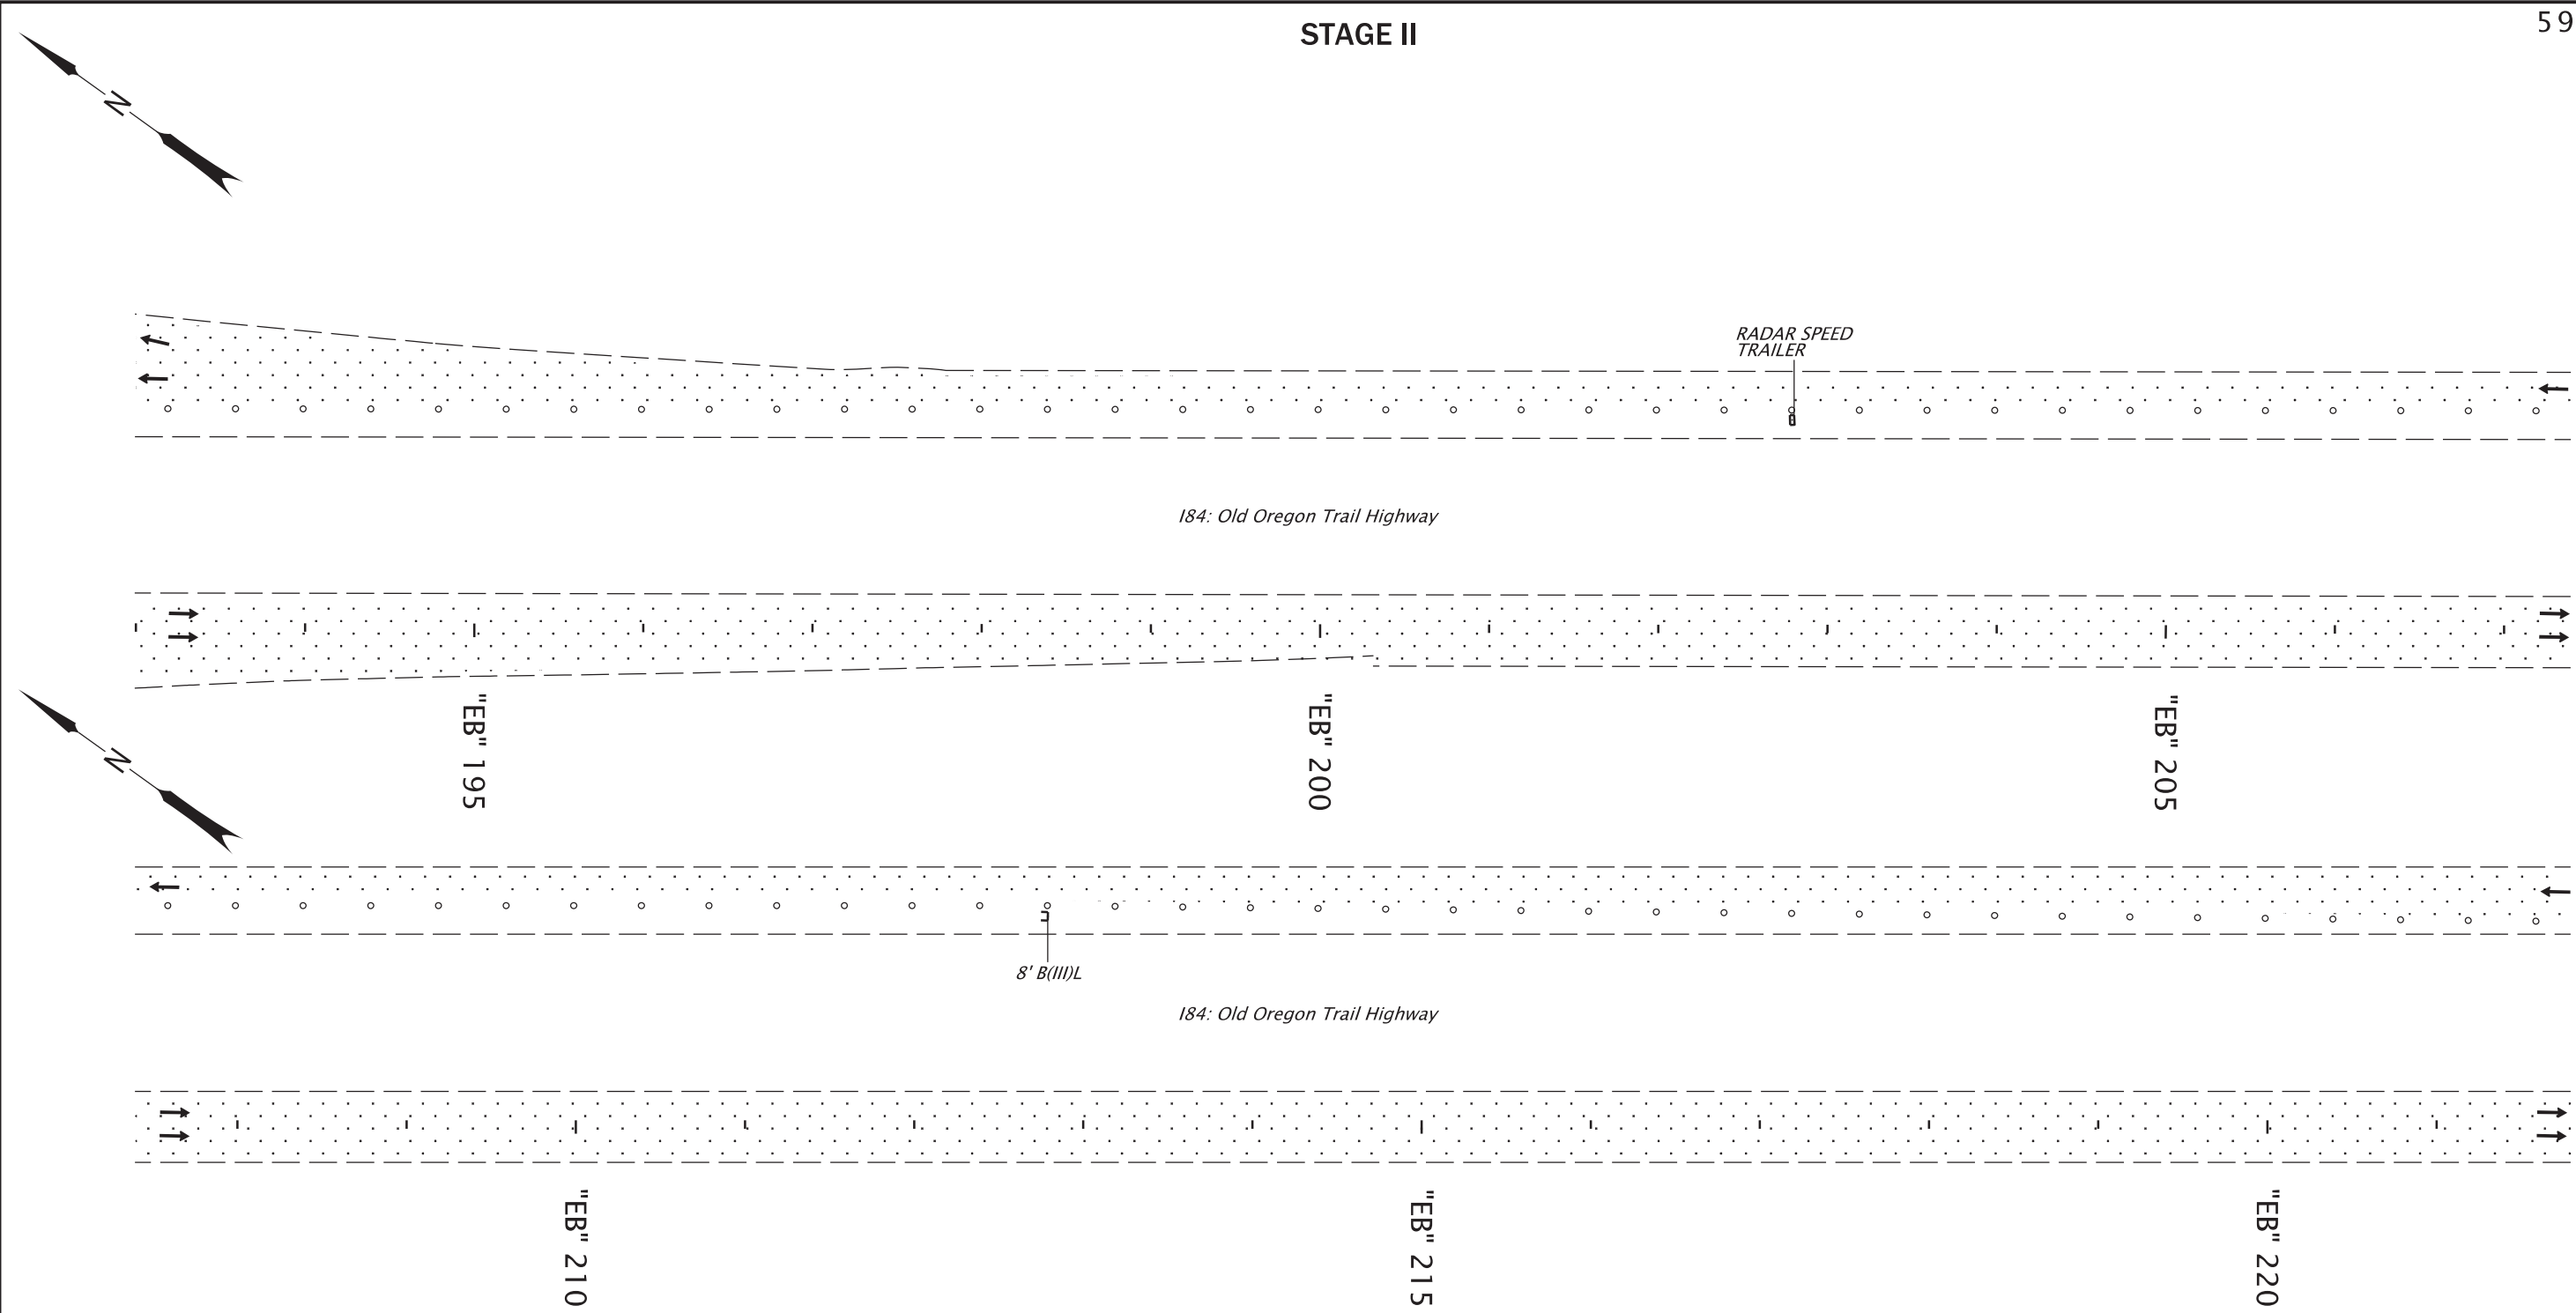 59
STAGE II
N
RADAR SPEED
TRAILER
I84: Old Oregon Trail Highway
"EB" 195
"EB" 200
"EB" 205
N
8' B(III)L
I84: Old Oregon Trail Highway
"EB" 210
"EB" 215
"EB" 220